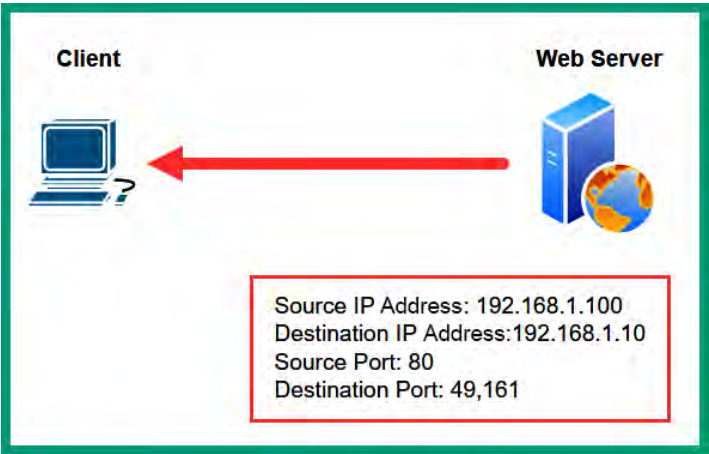 Client
Web Server
Source IP Address: 192.168.1.100
Destination IP Address:192.168.1.10
Source Port: 80
Destination Port: 49,161